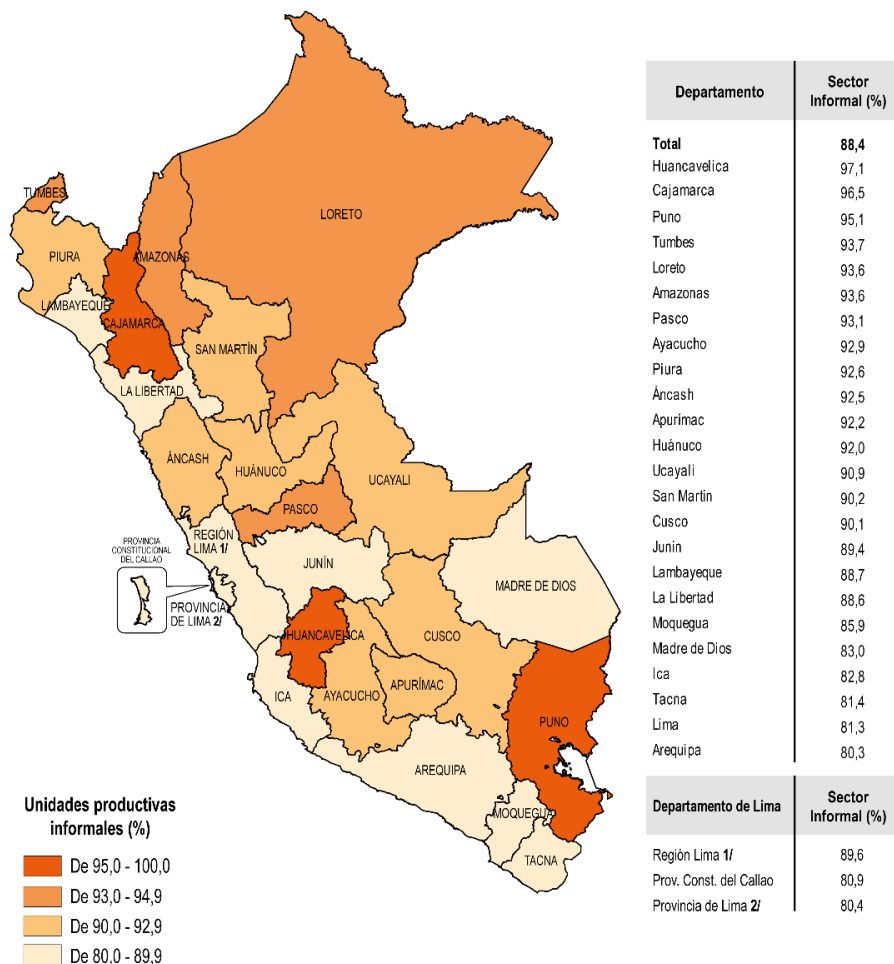 TUMBES
LORETO
PIURA
AMAZONAS
LAMBAYEQUE
CAJAMARCA
SAN MARTÍN
LA LIBERTAD
ÁNCASH
HUÁNUCO
UCAYALI
PASCO
REGIÓN
LIMA 1/
PROVINCIA
CONSTITUCIONAL
DEL CALLAO
JUNÍN
MADRE DE DIOS
PROVINCIA
DE LIMA 2/
HUANCAVELICA
CUSCO
ICA
AYACUCHO
APURÍMAC
PUNO
AREQUIPA
MOQUEGUA
TACNA
Unidades productivas
informales (%)
De 95,0 - 100,0
De 93,0 - 94,9
De 90,0 - 92,9
De 80,0 - 89,9
Departamento Sector
Informal (%)
Total 88,4
Huancavelica 97,1
Cajamarca 96,5
Puno 95,1
Tumbes 93,7
Loreto 93,6
Amazonas 93,6
Pasco 93,1
Ayacucho 92,9
Piura 92,6
Áncash 92,5
Apurímac 92,2
Huánuco 92,0
Ucayali 90,9
San Martin 90,2
Cusco 90,1
Junín 89,4
Lambayeque 88,7
La Libertad 88,6
Moquegua 85,9
Madre de Dios 83,0
Ica 82,8
Tacna 81,4
Lima 81,3
Arequipa 80,3
Departamento de Lima Sector
Informal (%)
Región Lima 1/ 89,6
Prov. Const. del Callao 80,9
Provincia de Lima 2/ 80,4